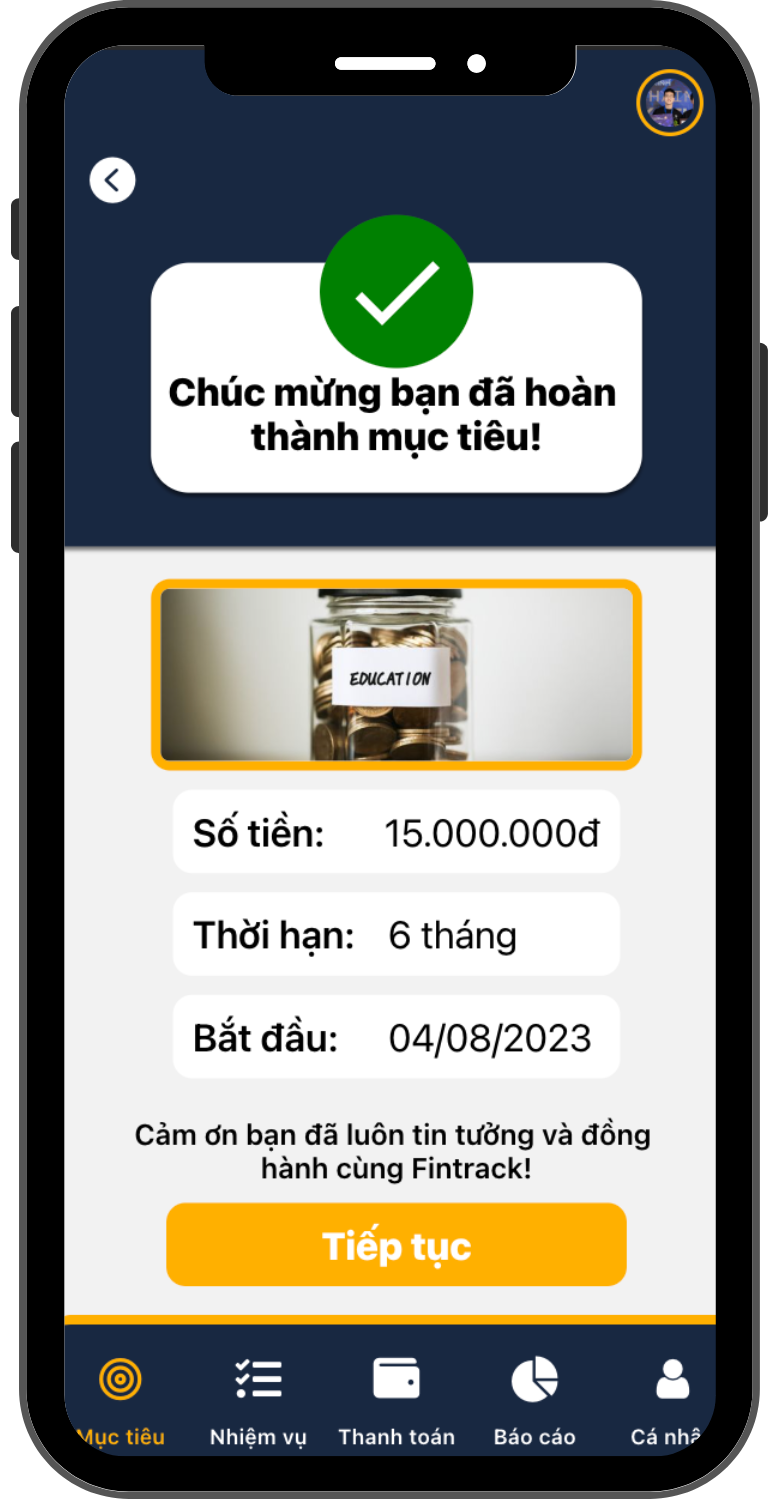 Chúc mừng bạn đã hoàn
thành mục tiêu!
EDUCATION
Số tiền: 15.000.000đ
Thời hạn: 6 tháng
Bắt đầu: 04/08/2023
Cảm ơn bạn đã luôn tin tưởng và đồng
hành cùng Fintrack!
Tiếp tục
Mục tiêu Nhiệm vụ Thanh toán Báo cáo Cá nhâ